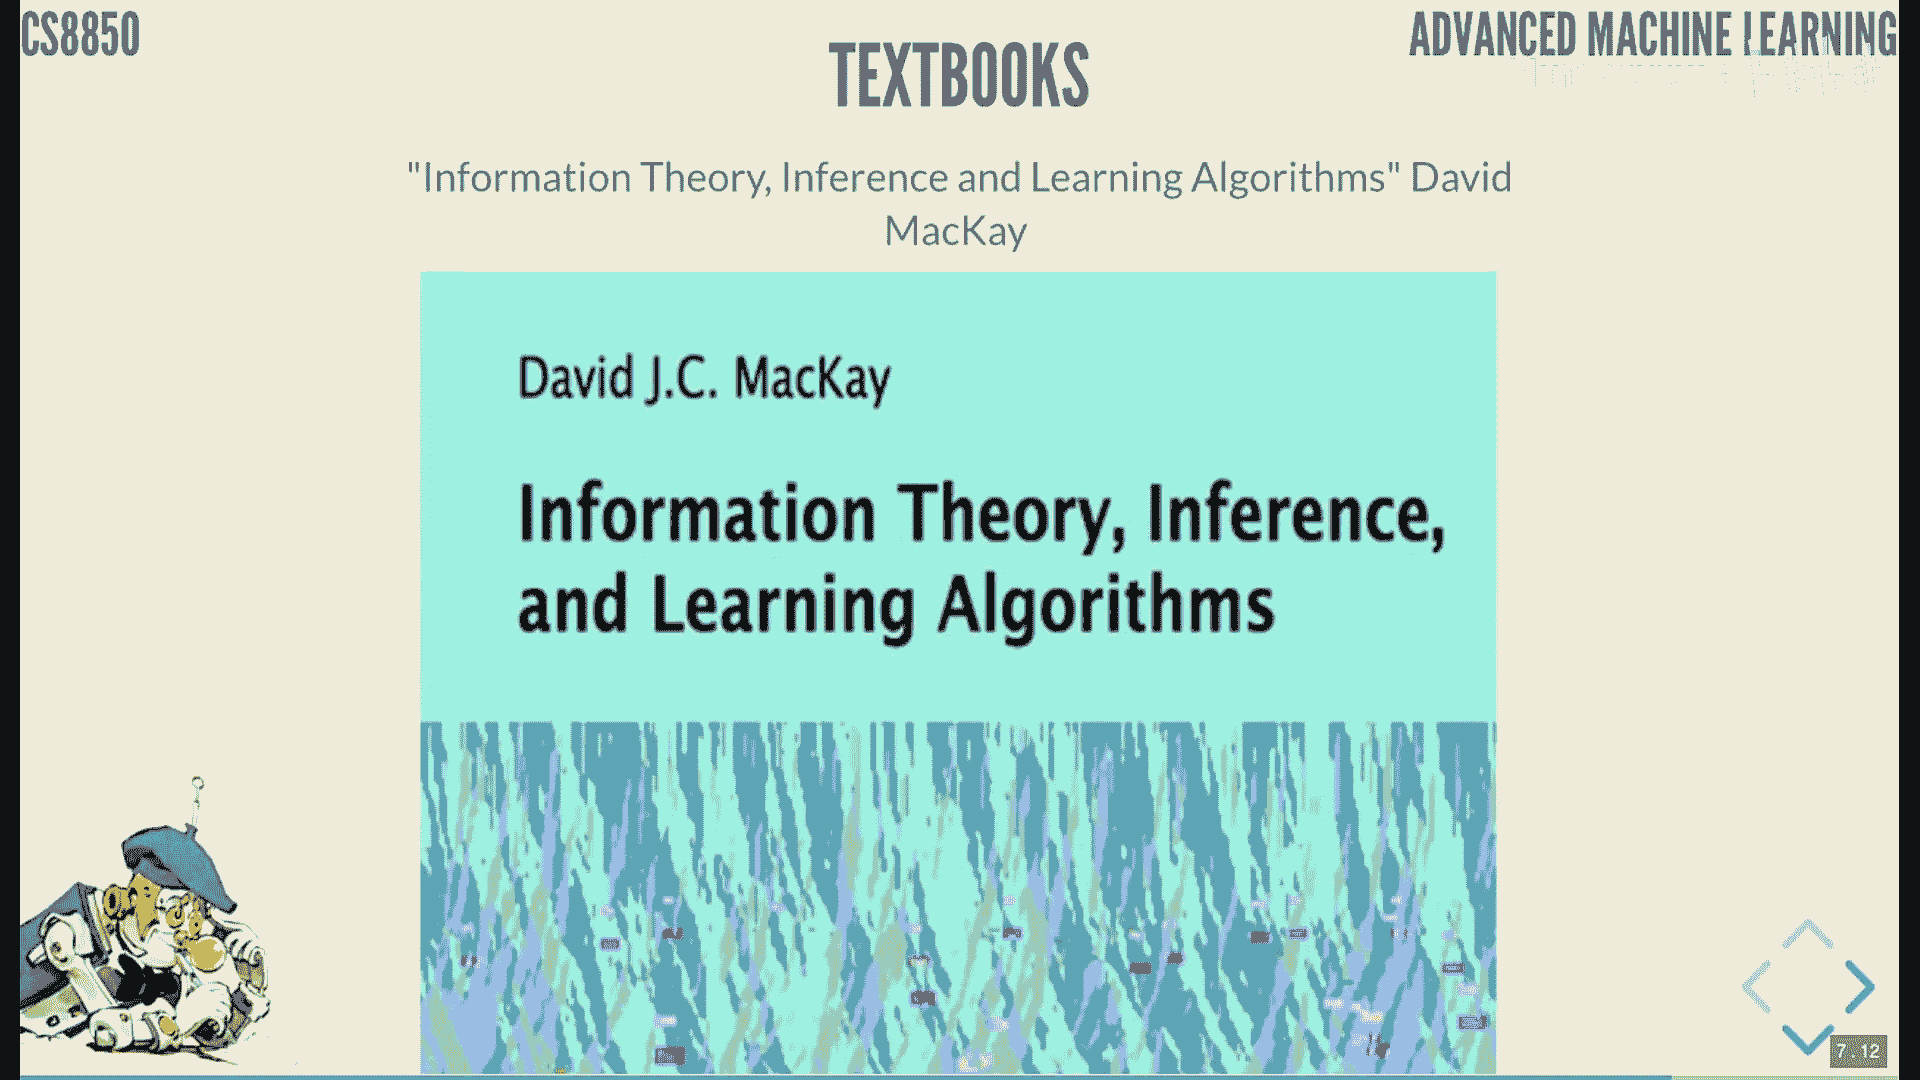 CS8850
ADVANCED MACHINE LEARNING
TEXTBOOKS
"Information Theory, Inference and Learning Algorithms" David
MacKay
David J.C. MacKay
Information Theory, Inference,
and Learning Algorithms
7.12